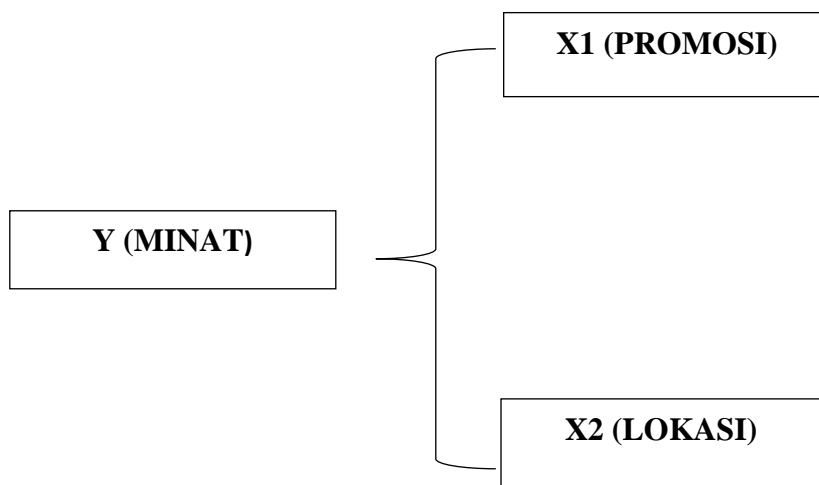 X1 (PROMOSI)
Y (MINAT)
X2 (LOKASI)